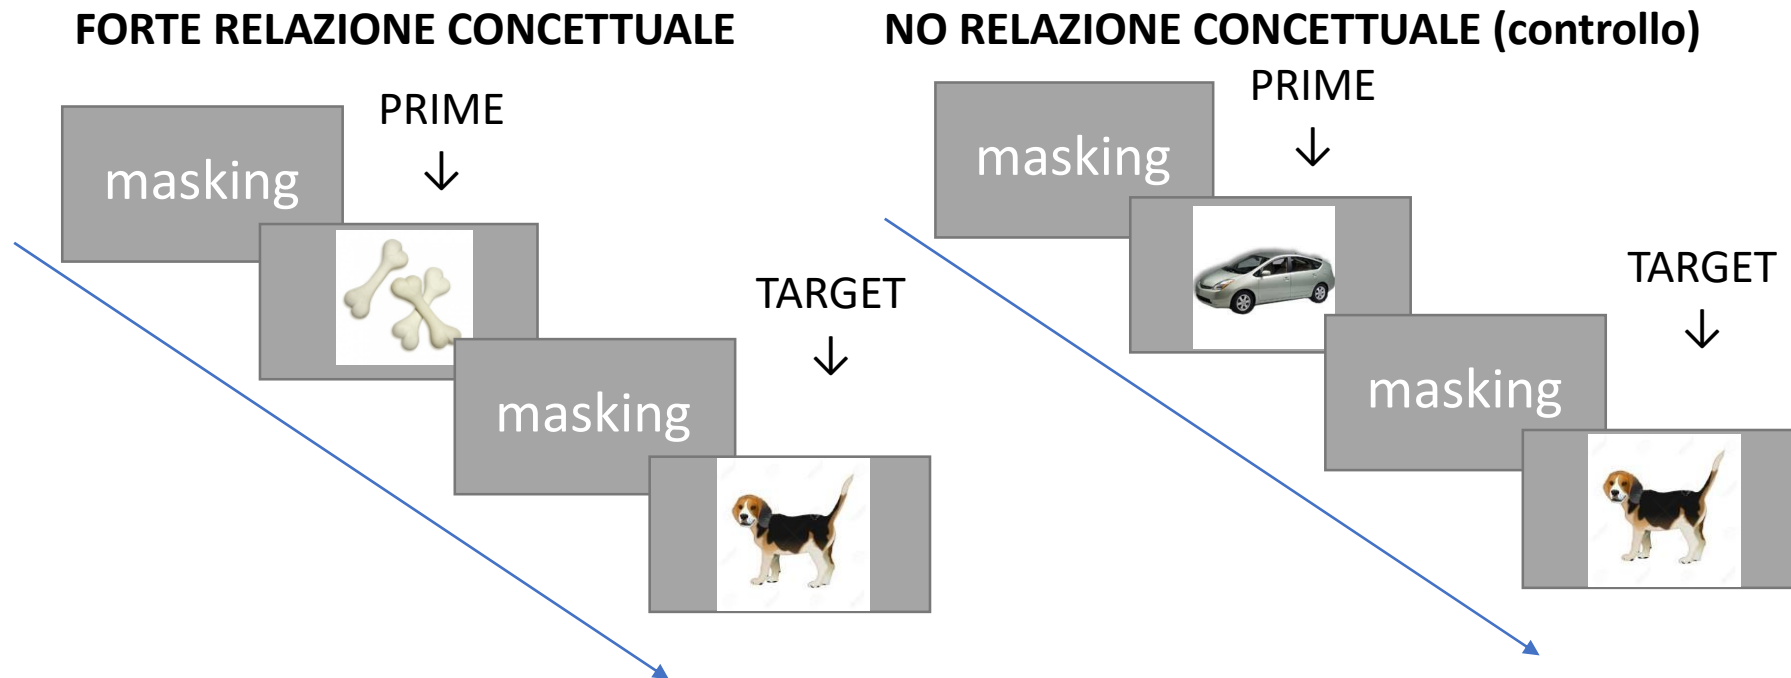 FORTE RELAZIONE CONCETTUALE
PRIME
↓
masking
TARGET
↓
masking
NO RELAZIONE CONCETTUALE (controllo)
PRIME
↓
masking
TARGET
↓
masking